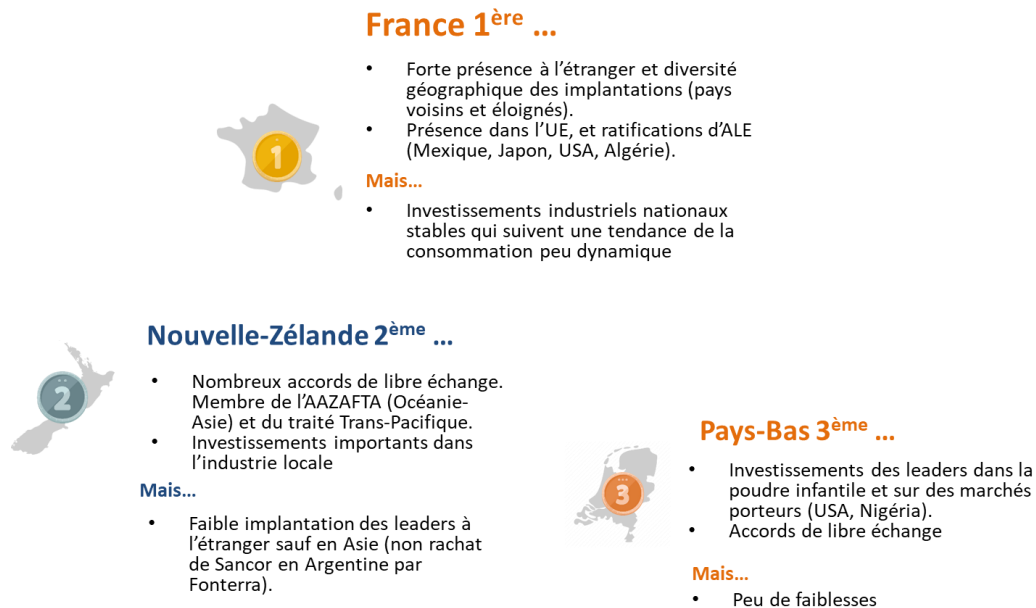 France 1ère ...
• Forte présence à l'étranger et diversité
géographique des implantations (pays
voisins et éloignés).
• Présence dans l'UE, et ratifications d'ALE
(Mexique, Japon, USA, Algérie).
Mais...
• Investissements industriels nationaux
stables qui suivent une tendance de la
consommation peu dynamique
1
Nouvelle-Zélande 2ème ...
• Nombreux accords de libre échange.
Membre de l'AAZAFTA (Océanie-
Asie) et du traité Trans-Pacifique.
• Investissements importants dans
l'industrie locale
Mais...
• Faible implantation des leaders à
l'étranger sauf en Asie (non rachat
de Sancor en Argentine par
Fonterra).
2
Pays-Bas 3ème ...
• Investissements des leaders dans la
poudre infantile et sur des marchés
porteurs (USA, Nigéria).
• Accords de libre échange
Mais...
• Peu de faiblesses
3